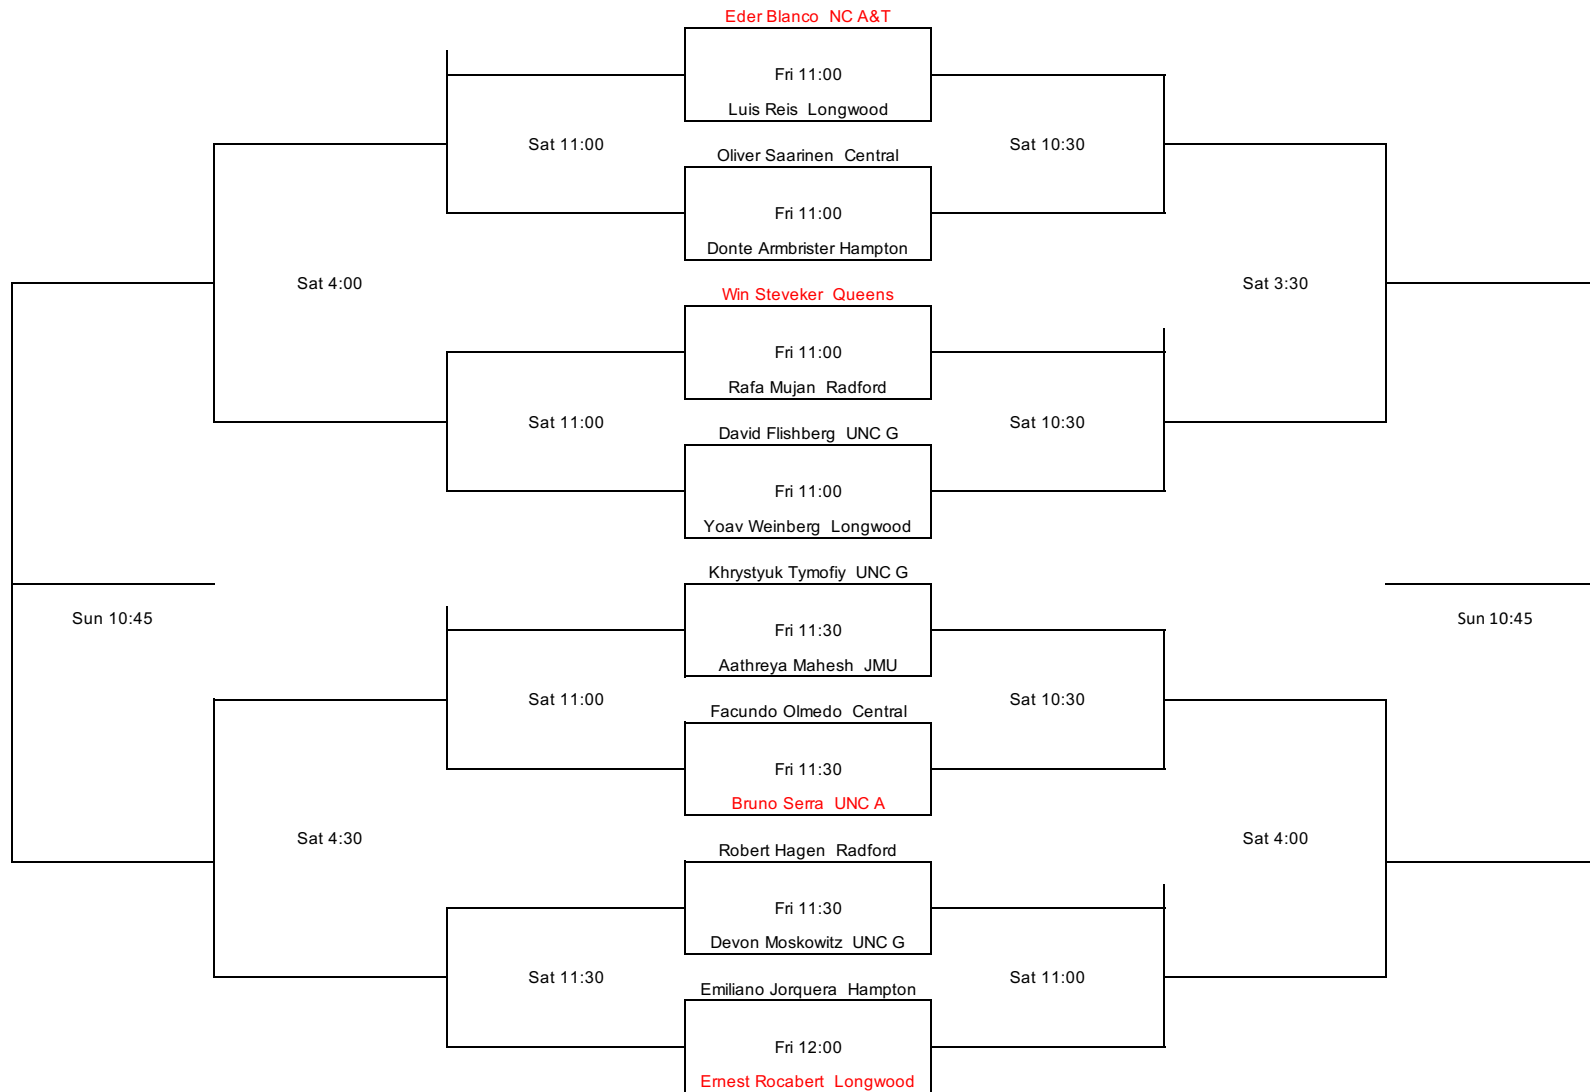 Eder Blanco  NC A&T
Fri 11:00
Luis Reis  Longwood
Sat 11:00
Oliver Saarinen  Central
Sat 10:30
Fri 11:00
Donte Armbrister Hampton
Sat 4:00
Win Steveker  Queens
Sat 3:30
Fri 11:00
Rafa Mujan  Radford
Sat 11:00
David Flishberg  UNC G
Sat 10:30
Fri 11:00
Yoav Weinberg  Longwood
Khrystyuk Tymofiy  UNC G
Sun 10:45
Sun 10:45
Fri 11:30
Aathreya Mahesh  JMU
Sat 11:00
Facundo Olmedo  Central
Sat 10:30
Fri 11:30
Bruno Serra  UNC A
Sat 4:30
Robert Hagen  Radford
Sat 4:00
Fri 11:30
Devon Moskowitz  UNC G
Sat 11:30
Emiliano Jorquera  Hampton
Sat 11:00
Fri 12:00
Ernest Rocabert  Longwood